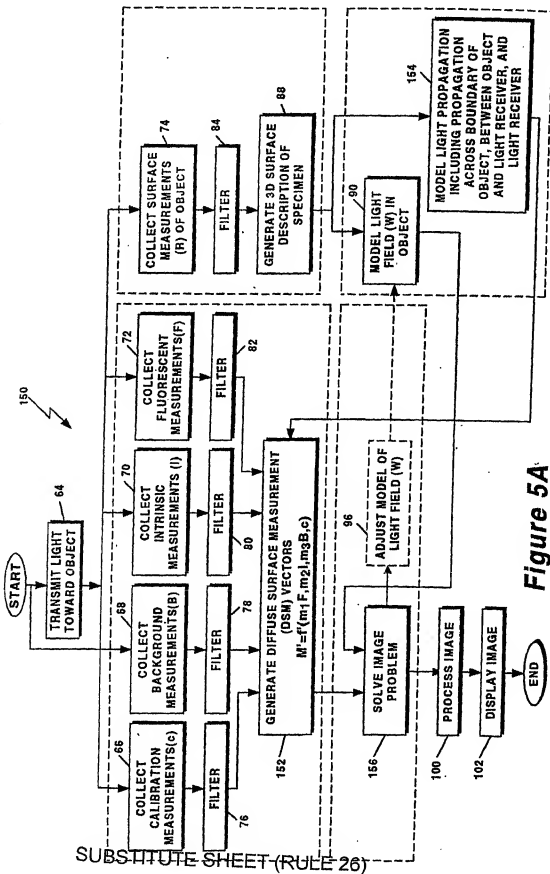 150
START
64
TRANSMIT LIGHT
TOWARD OBJECT
66
COLLECT
CALIBRATION
MEASUREMENTS(c)
68
COLLECT
BACKGROUND
MEASUREMENTS(B)
70
COLLECT
INTRINSIC
MEASUREMENTS (I)
72
COLLECT
FLUORESCENT
MEASUREMENTS(F)
74
COLLECT SURFACE
MEASUREMENTS
(R) OF OBJECT
FILTER
76
FILTER
78
FILTER
80
FILTER
82
FILTER
84
GENERATE DIFFUSE SURFACE MEASUREMENT
(DSM) VECTORS
M'=f'(m1F,m2I,m3B,c)
152
GENERATE 3D SURFACE
DESCRIPTION OF
SPECIMEN
88
SOLVE IMAGE
PROBLEM
156
96
ADJUST MODEL OF
LIGHT FIELD (W)
90
MODEL LIGHT
FIELD (W) IN
OBJECT
154
MODEL LIGHT PROPAGATION
INCLUDING PROPAGATION
ACROSS BOUNDARY OF
OBJECT, BETWEEN OBJECT
AND LIGHT RECEIVER, AND
LIGHT RECEIVER
PROCESS IMAGE
100
DISPLAY IMAGE
102
END
Figure 5A
SUBSTITUTE SHEET (RULE 26)